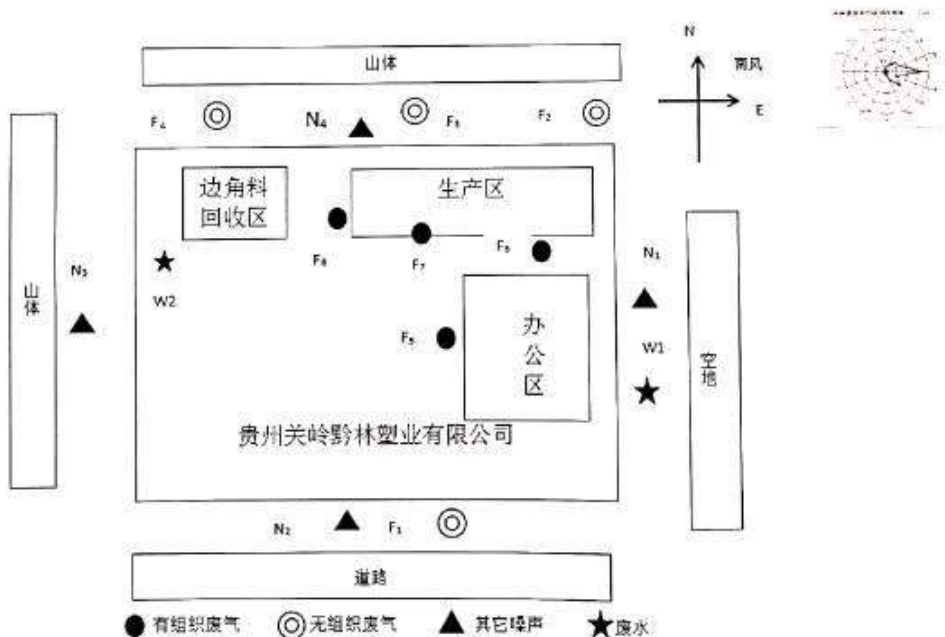 N
山体
南风
E
F₄
N₄
F₃
F₂
边角料
回收区
生产区
N₃
F₈
F₇
F₆
N₁
W2
山体
F₅
办公区
W1
空地
贵州关岭黔林塑业有限公司
N₂
F₁
道路
有组织废气
无组织废气
其它噪声
废水